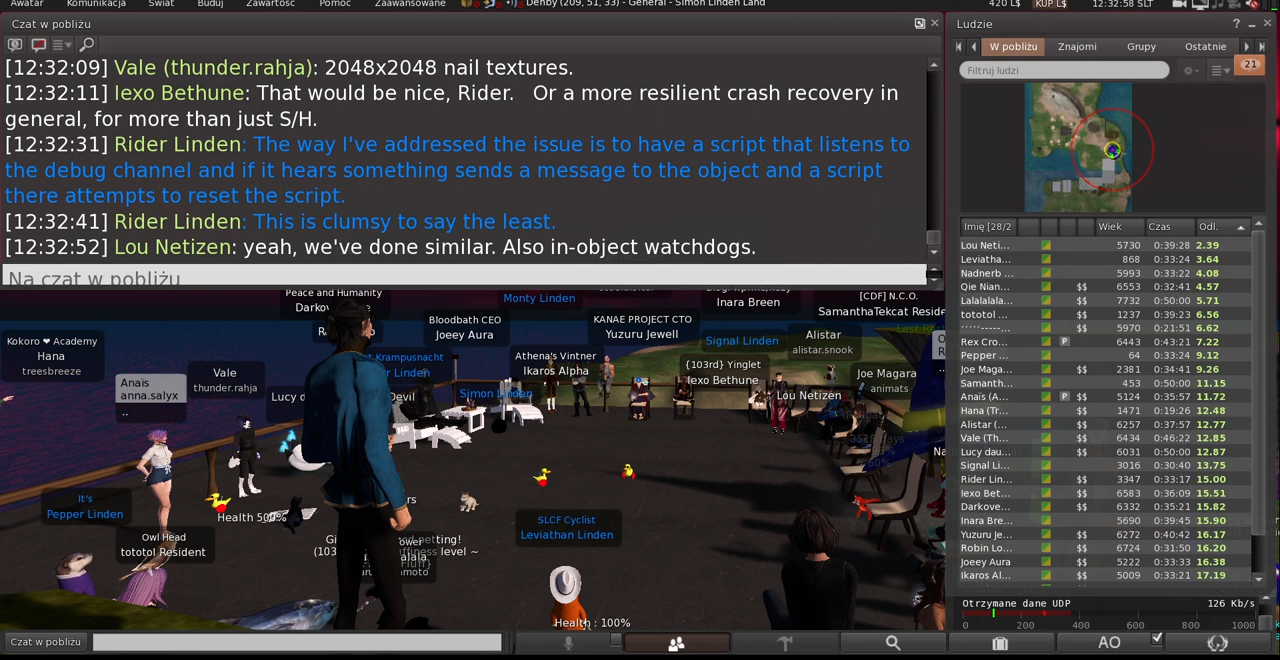 Awatar Komunikacja Świat Buduj Zawartość Pomoc Zaawansowane Denby (209, 51, 33) - General - Simon Linden Land 420 L$ KUP L$ 12:32:58 SLT
Czat w pobliżu
[12:32:09] Vale (thunder.rahja): 2048x2048 nail textures.
[12:32:11] Iexo Bethune: That would be nice, Rider. Or a more resilient crash recovery in
general, for more than just S/H.
[12:32:31] Rider Linden: The way I've addressed the issue is to have a script that listens to
the debug channel and if it hears something sends a message to the object and a script
there attempts to reset the script.
[12:32:41] Rider Linden: This is clumsy to say the least.
[12:32:52] Lou Netizen: yeah, we've done similar. Also in-object watchdogs.
Na czat w pobliżu
Peace and Humanity
Monty Linden
Inara Breen
[CDF] N.C.O.
SamanthaTekcat Reside
Bloodbath CEO
Joeey Aura
KANAE PROJECT CTO
Yuzuru Jewell
Signal Linden
Alistar
alistar.snook
Kokoro ❤ Academy
Hana
treesbreeze
Athena's Vintner
Ikaros Alpha
{103rd} Yinglet
Iexo Bethune
Joe Magara
animats
Vale
thunder.rahja
Anaïs
anna.salyx
..
Lucy d
Devil
Simon Linden
Lou Netizen
It's
Pepper Linden
Health 500%
SLCF Cyclist
Leviathan Linden
Owl Head
tototol Resident
Health : 100%
Czat w pobliżu
Ludzie
? _ ×
W pobliżu Znajomi Grupy Ostatnie
Filtruj ludzi
21
Imię [28/2 Wiek Czas Odl.
Lou Neti... 5730 0:39:28 2.39
Leviatha... 868 0:33:24 3.64
Nadnerb ... 5993 0:33:22 4.08
Qie Nian... $$ 6553 0:32:41 4.57
Lalalalala... $$ 7732 0:50:00 5.71
tototol ... $$ 1237 0:39:23 6.56
´´´´´-----... $$ 5970 0:21:51 6.62
Rex Cro... P 6443 0:43:21 7.22
Pepper ... 64 0:33:24 9.12
Joe Maga... $$ 2381 0:34:41 9.26
Samanth... 453 0:50:00 11.15
Anaïs (A... P $$ 5124 0:35:57 11.72
Hana (Tr... $$ 1471 0:19:26 12.48
Alistar (... $$ 6257 0:37:57 12.77
Vale (Th... $$ 6434 0:46:22 12.85
Lucy dau... $$ 6031 0:50:00 12.87
Signal Li... 3016 0:30:40 13.75
Rider Lin... $$ 3347 0:33:17 15.00
Iexo Bet... $$ 6583 0:36:09 15.51
Darkove... $$ 6332 0:35:21 15.82
Inara Bre... 5690 0:39:45 15.90
Yuzuru Je... $$ 6272 0:40:42 16.17
Robin Lo... $$ 6724 0:31:50 16.20
Joeey Aura $$ 5222 0:33:33 16.38
Ikaros Al... $$ 5009 0:33:21 17.19
Otrzymane dane UDP 126 Kb/s
0 200 400 600 800 1000
AO